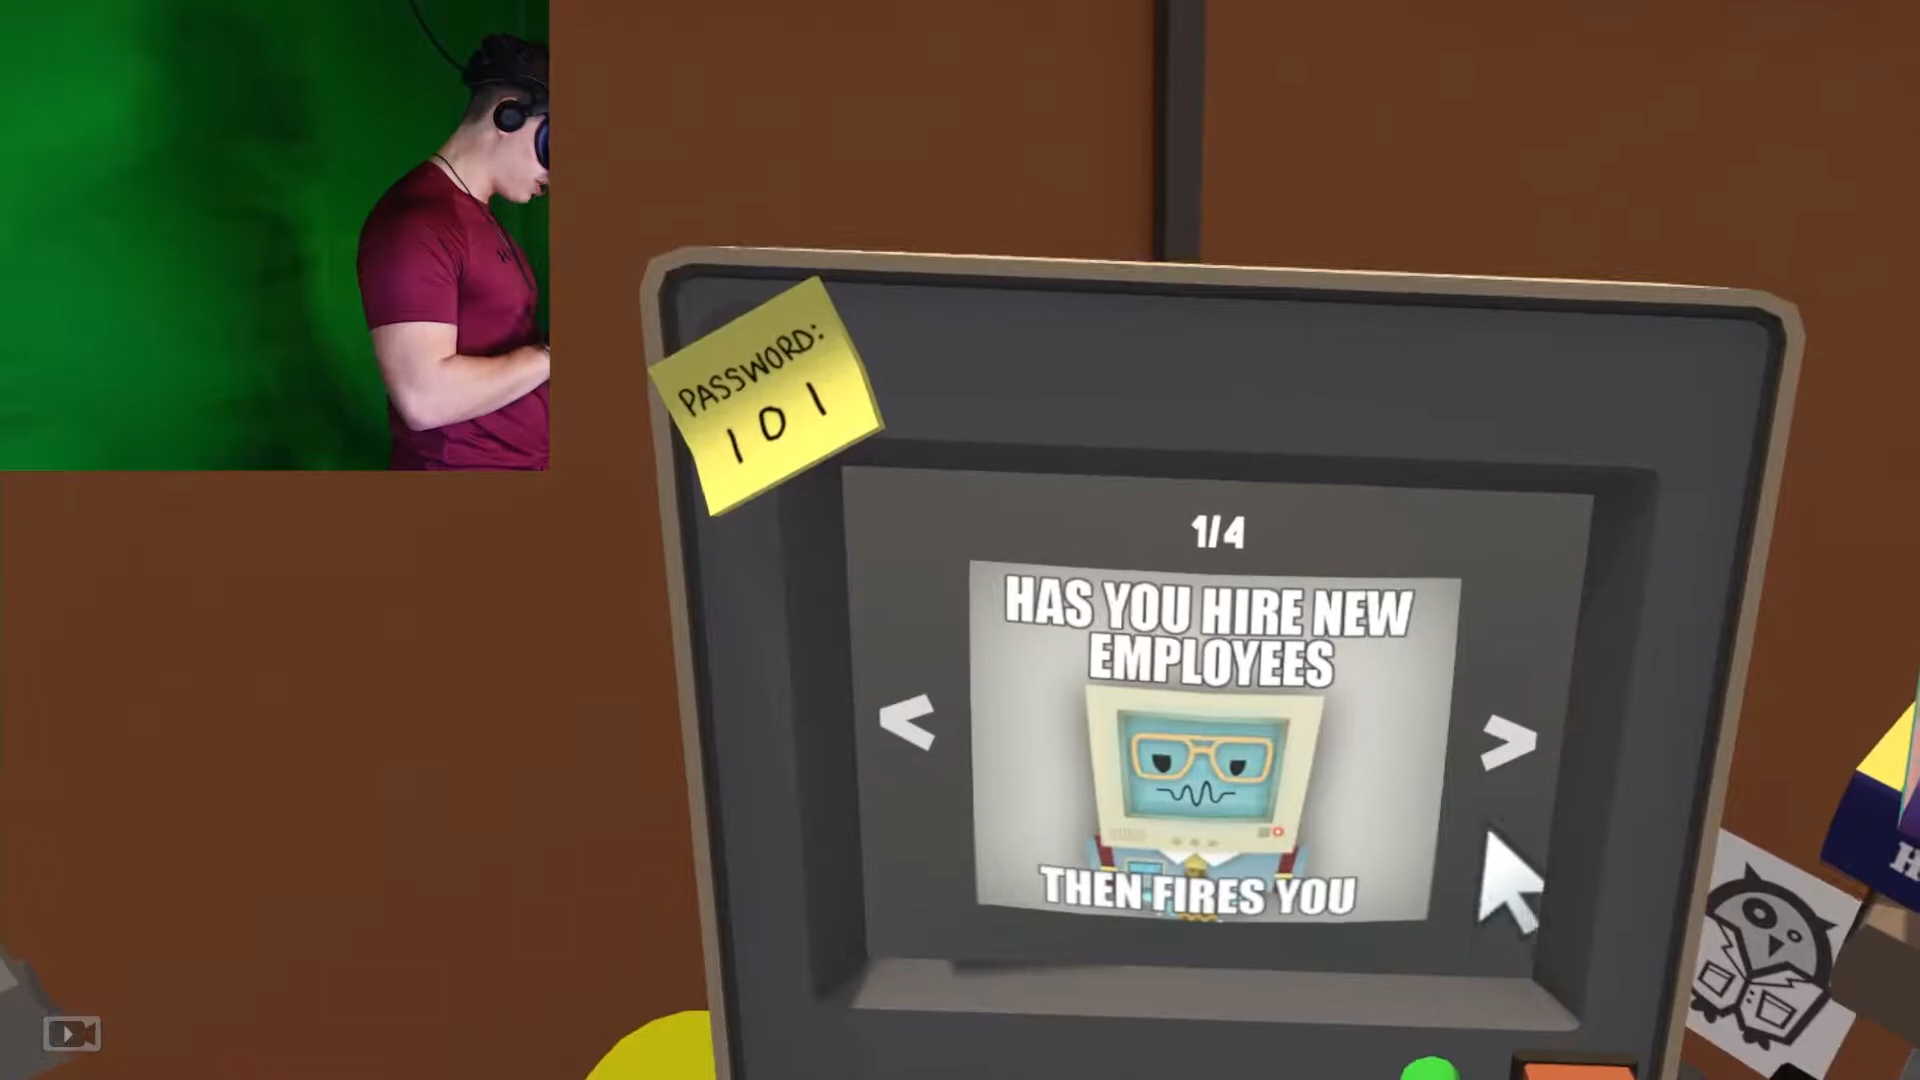 PASSWORD:
101
1/4
HAS YOU HIRE NEW
EMPLOYEES
<
>
THEN FIRES YOU